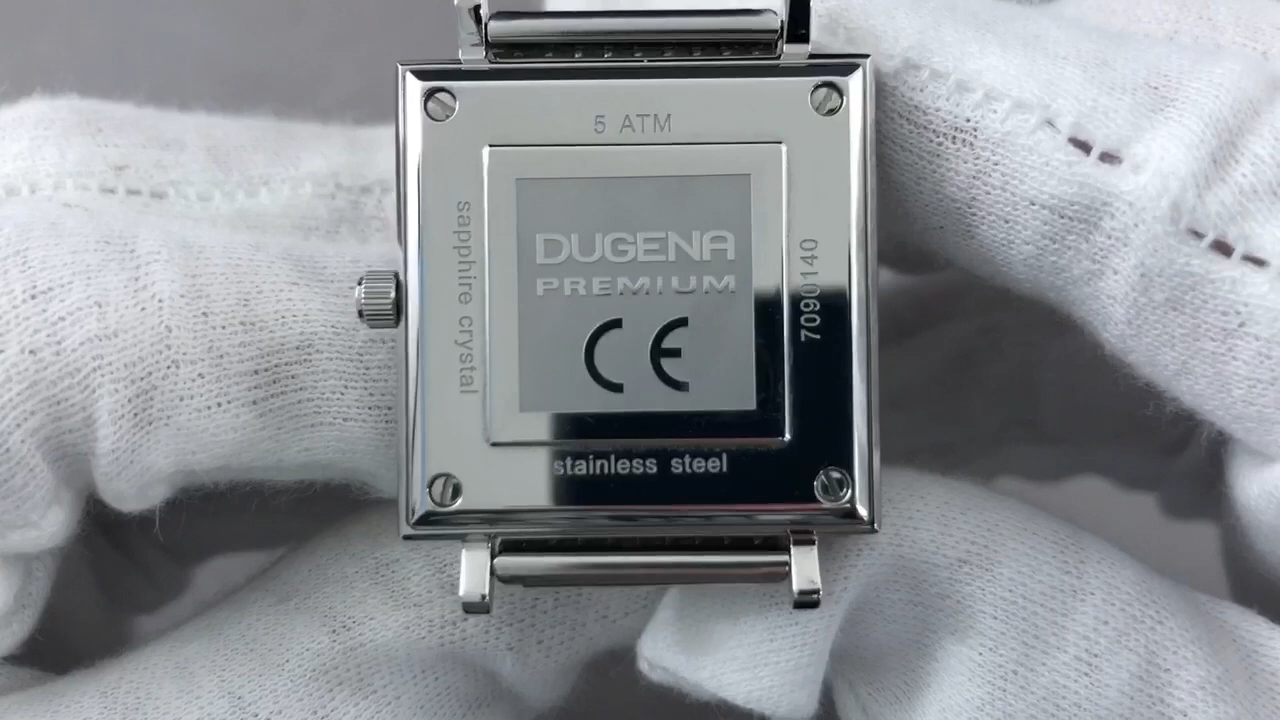 5 ATM
sapphire crystal
DUGENA
PREMIUM
CE
7090140
stainless steel